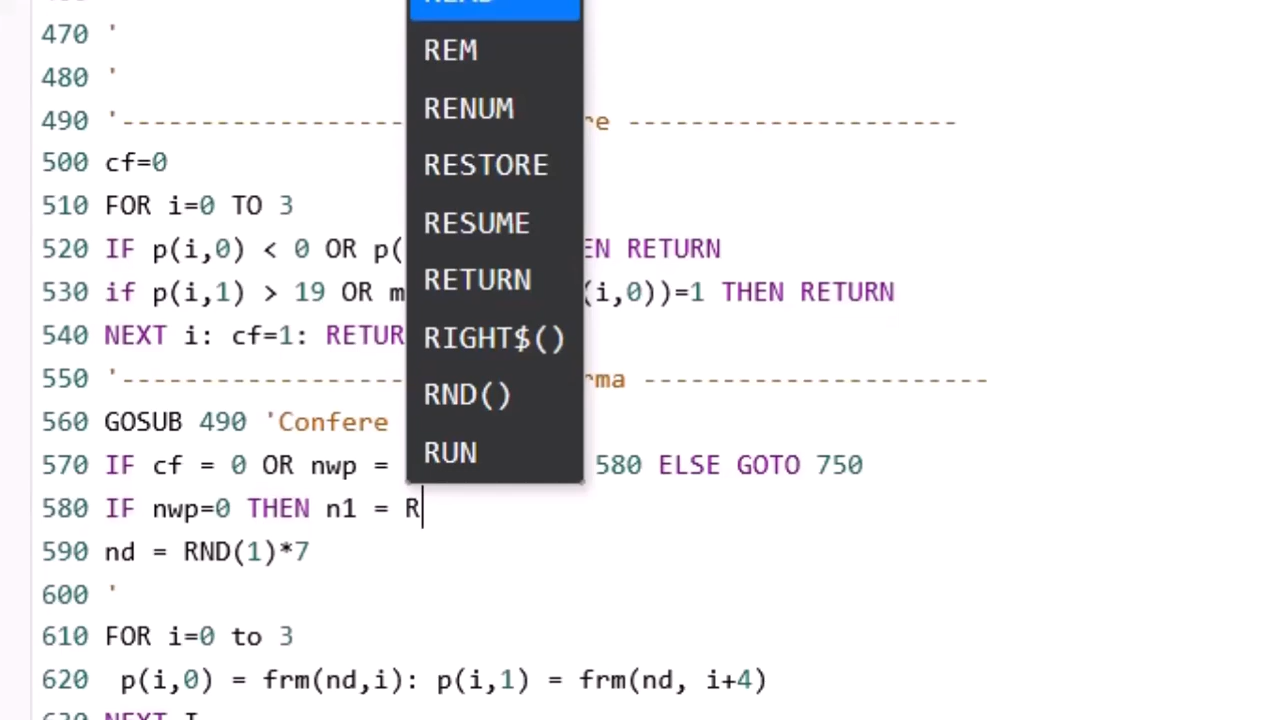 470 '
REM
480 '
RENUM
490 '------------------ re ---------------------
500 cf=0
RESTORE
510 FOR i=0 TO 3
RESUME
520 IF p(i,0) < 0 OR p( EN RETURN
RETURN
530 if p(i,1) > 19 OR m (i,0))=1 THEN RETURN
540 NEXT i: cf=1: RETUR
RIGHT$()
550 '------------------ rma ----------------------
RND()
560 GOSUB 490 'Confere
RUN
570 IF cf = 0 OR nwp = 580 ELSE GOTO 750
580 IF nwp=0 THEN n1 = R
590 nd = RND(1)*7
600 '
610 FOR i=0 to 3
620 p(i,0) = frm(nd,i): p(i,1) = frm(nd, i+4)
630 NEXT I